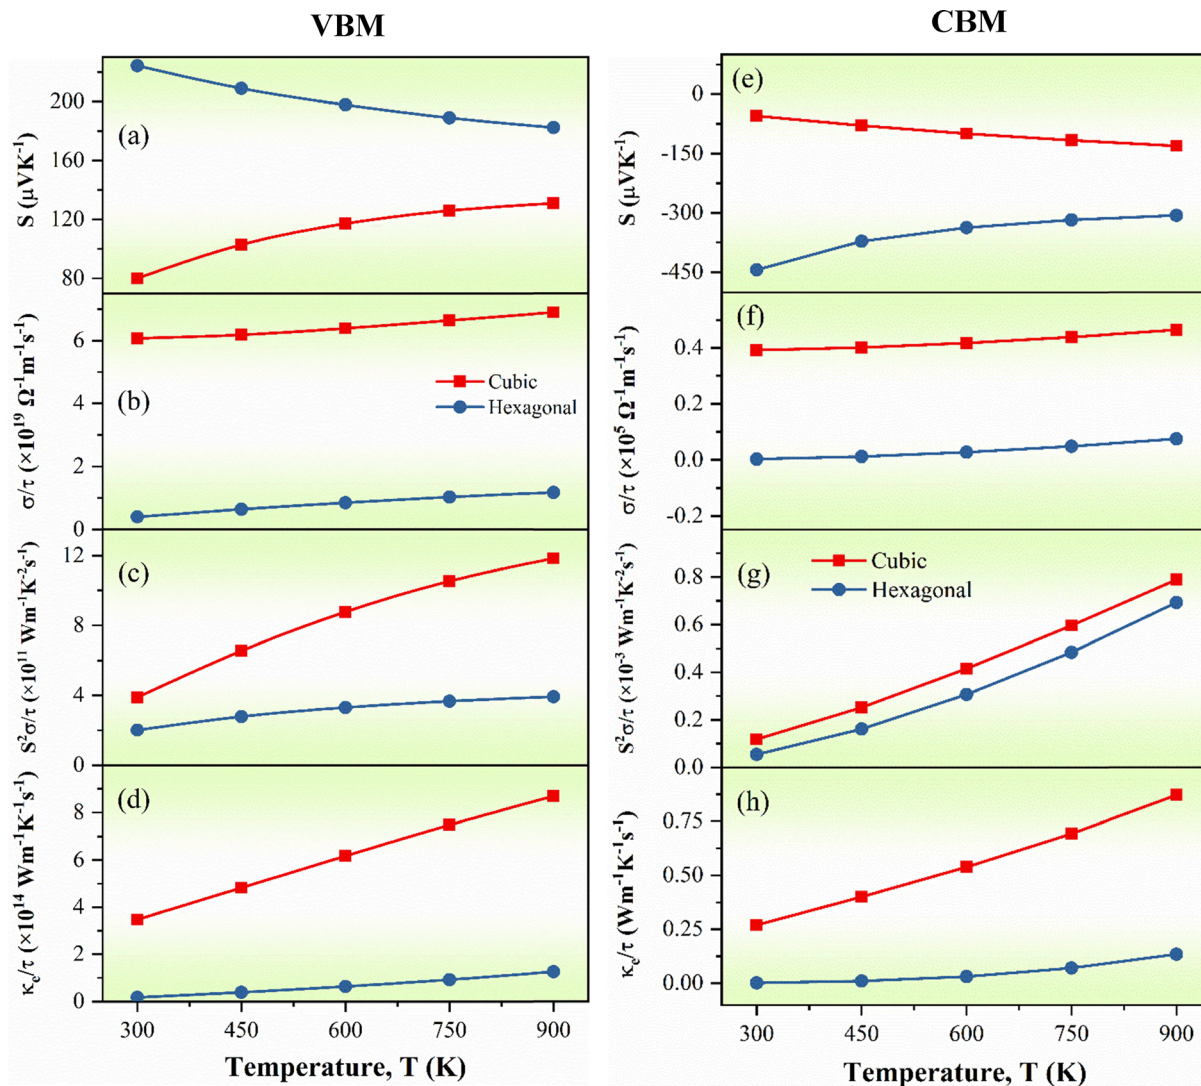 VBM
S (μVK⁻¹)
200
160
120
80
(a)
σ/τ (×10¹⁹ Ω⁻¹m⁻¹s⁻¹)
6
4
2
0
(b)
Cubic
Hexagonal
S²σ/τ (×10¹¹ Wm⁻¹K⁻²s⁻¹)
12
8
4
0
(c)
κₑ/τ (×10¹⁴ Wm⁻¹K⁻¹s⁻¹)
8
6
4
2
0
(d)
300 450 600 750 900
Temperature, T (K)
CBM
S (μVK⁻¹)
0
-150
-300
-450
(e)
σ/τ (×10⁵ Ω⁻¹m⁻¹s⁻¹)
0.4
0.2
0.0
-0.2
(f)
S²σ/τ (×10⁻³ Wm⁻¹K⁻²s⁻¹)
0.8
0.6
0.4
0.2
0.0
(g)
Cubic
Hexagonal
κₑ/τ (Wm⁻¹K⁻¹s⁻¹)
0.75
0.50
0.25
0.00
(h)
300 450 600 750 900
Temperature, T (K)